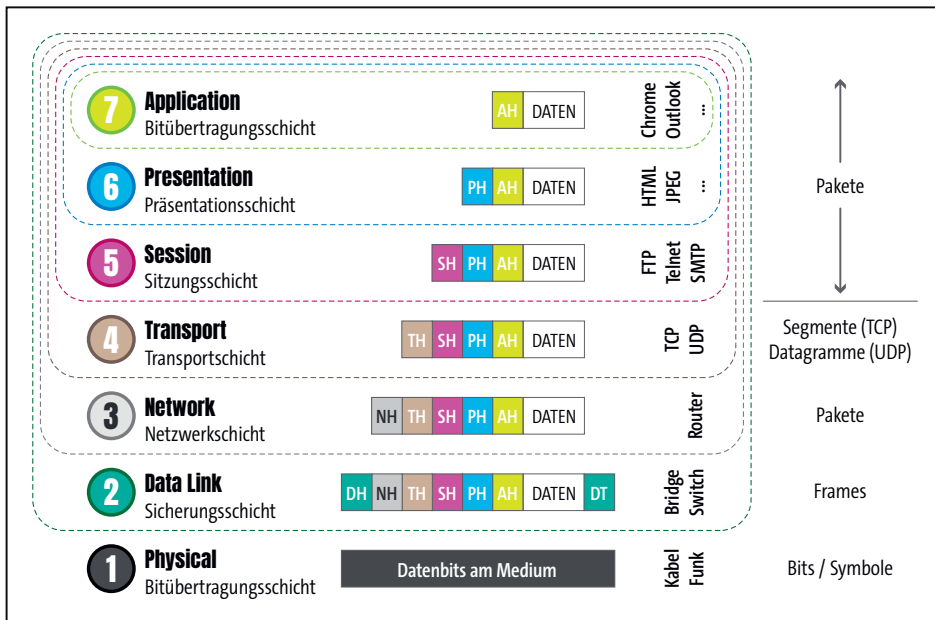 7 Application
Bitübertragungsschicht
AH DATEN
Chrome
Outlook
...
6 Presentation
Präsentationsschicht
PH AH DATEN
HTML
JPEG
...
Pakete
5 Session
Sitzungsschicht
SH PH AH DATEN
FTP
Telnet
SMTP
4 Transport
Transportschicht
TH SH PH AH DATEN
TCP
UDP
Segmente (TCP)
Datagramme (UDP)
3 Network
Netzwerkschicht
NH TH SH PH AH DATEN
Router
Pakete
2 Data Link
Sicherungsschicht
DH NH TH SH PH AH DATEN DT
Bridge
Switch
Frames
1 Physical
Bitübertragungsschicht
Datenbits am Medium
Kabel
Funk
Bits / Symbole